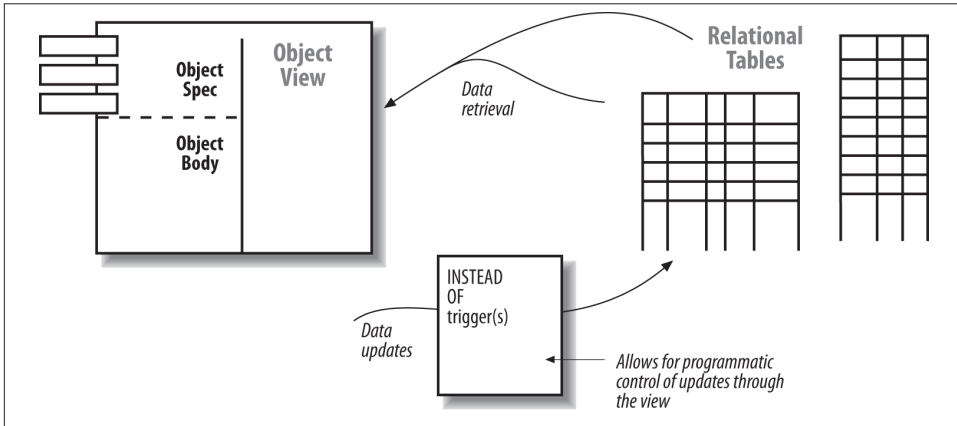 Object
Spec
Object
View
Object
Body
Data
retrieval
Relational
Tables
INSTEAD
OF
trigger(s)
Data
updates
Allows for programmatic
control of updates through
the view